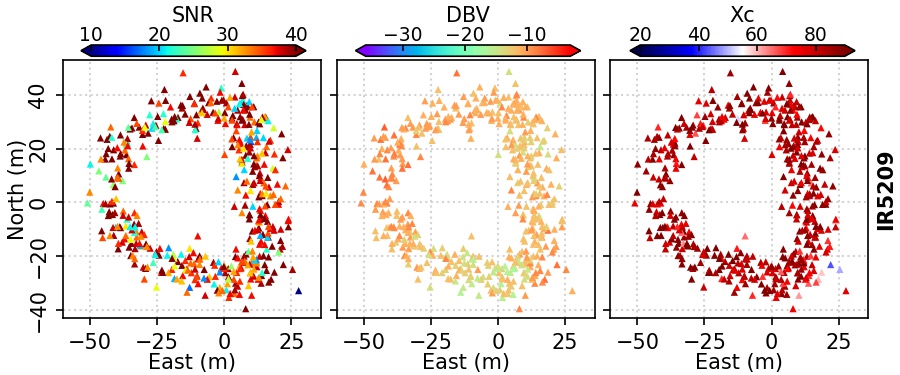 SNR DBV Xc
10 20 30 40 −30 −20 −10 20 40 60 80
40
20
0
−20
−40
North (m)
IR5209
−50 −25 0 25 −50 −25 0 25 −50 −25 0 25
East (m) East (m) East (m)